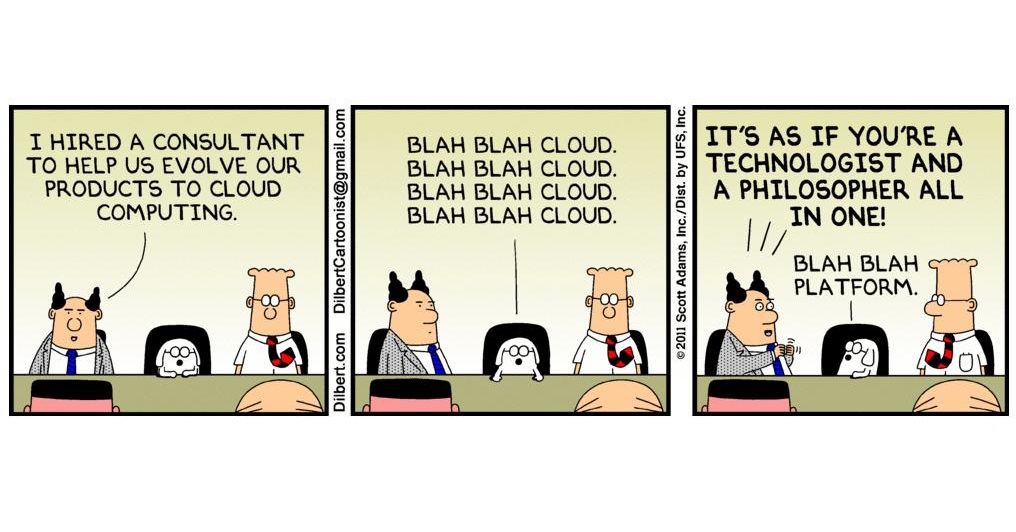 I HIRED A CONSULTANT
TO HELP US EVOLVE OUR
PRODUCTS TO CLOUD
COMPUTING.
Dilbert.com DilbertCartoonist@gmail.com
BLAH BLAH CLOUD.
BLAH BLAH CLOUD.
BLAH BLAH CLOUD.
BLAH BLAH CLOUD.
© 2011 Scott Adams, Inc./Dist. by UFS, Inc.
IT'S AS IF YOU'RE A
TECHNOLOGIST AND
A PHILOSOPHER ALL
IN ONE!
BLAH BLAH
PLATFORM.